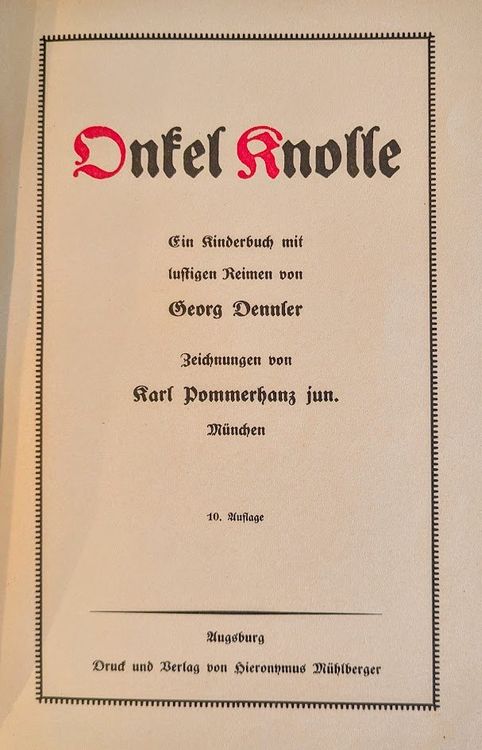 Onkel Knolle
Ein Kinderbuch mit
lustigen Reimen von
Georg Dennler
Zeichnungen von
Karl Pommerhanz jun.
München
10. Auflage
Augsburg
Druck und Verlag von Hieronymus Mühlberger